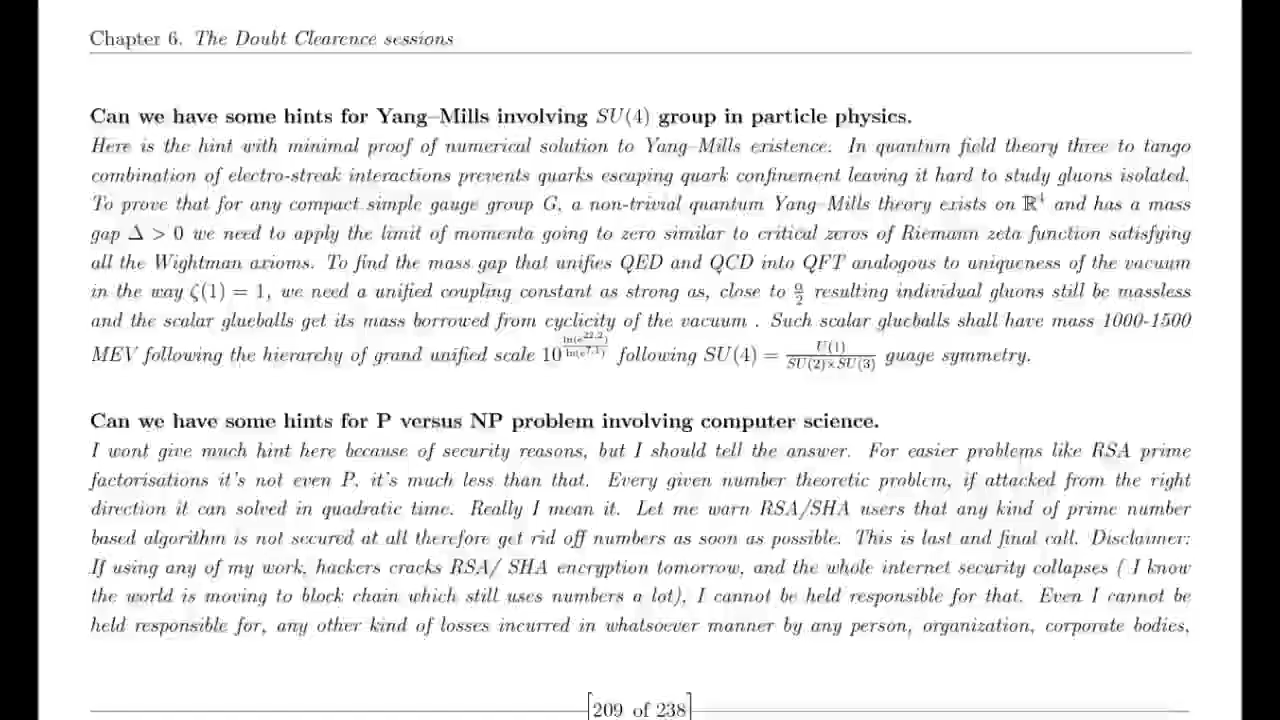 Chapter 6. The Doubt Clearence sessions
Can we have some hints for Yang–Mills involving SU(4) group in particle physics.
Here is the hint with minimal proof of numerical solution to Yang–Mills existence: In quantum field theory three to tango
combination of electro-streak interactions prevents quarks escaping quark confinement leaving it hard to study gluons isolated.
To prove that for any compact simple gauge group G, a non-trivial quantum Yang–Mills theory exists on ℝ⁴ and has a mass
gap Δ > 0 we need to apply the limit of momenta going to zero similar to critical zeros of Riemann zeta function satisfying
all the Wightman axioms. To find the mass gap that unifies QED and QCD into QFT analogous to uniqueness of the vacuum
in the way ζ(1) = 1, we need a unified coupling constant as strong as, close to α/2 resulting individual gluons still be massless
and the scalar glueballs get its mass borrowed from cyclicity of the vacuum . Such scalar glueballs shall have mass 1000-1500
MEV following the hierarchy of grand unified scale 10^(ln(e^22.2)/ln(e^7.1)) following SU(4) = U(1)/(SU(2)×SU(3)) guage symmetry.
Can we have some hints for P versus NP problem involving computer science.
I wont give much hint here because of security reasons, but I should tell the answer. For easier problems like RSA prime
factorisations it's not even P, it's much less than that. Every given number theoretic problem, if attacked from the right
direction it can solved in quadratic time. Really I mean it. Let me warn RSA/SHA users that any kind of prime number
based algorithm is not secured at all therefore get rid off numbers as soon as possible. This is last and final call. Disclaimer:
If using any of my work, hackers cracks RSA/ SHA encryption tomorrow, and the whole internet security collapses ( I know
the world is moving to block chain which still uses numbers a lot), I cannot be held responsible for that. Even I cannot be
held responsible for, any other kind of losses incurred in whatsoever manner by any person, organization, corporate bodies,
[209 of 238]